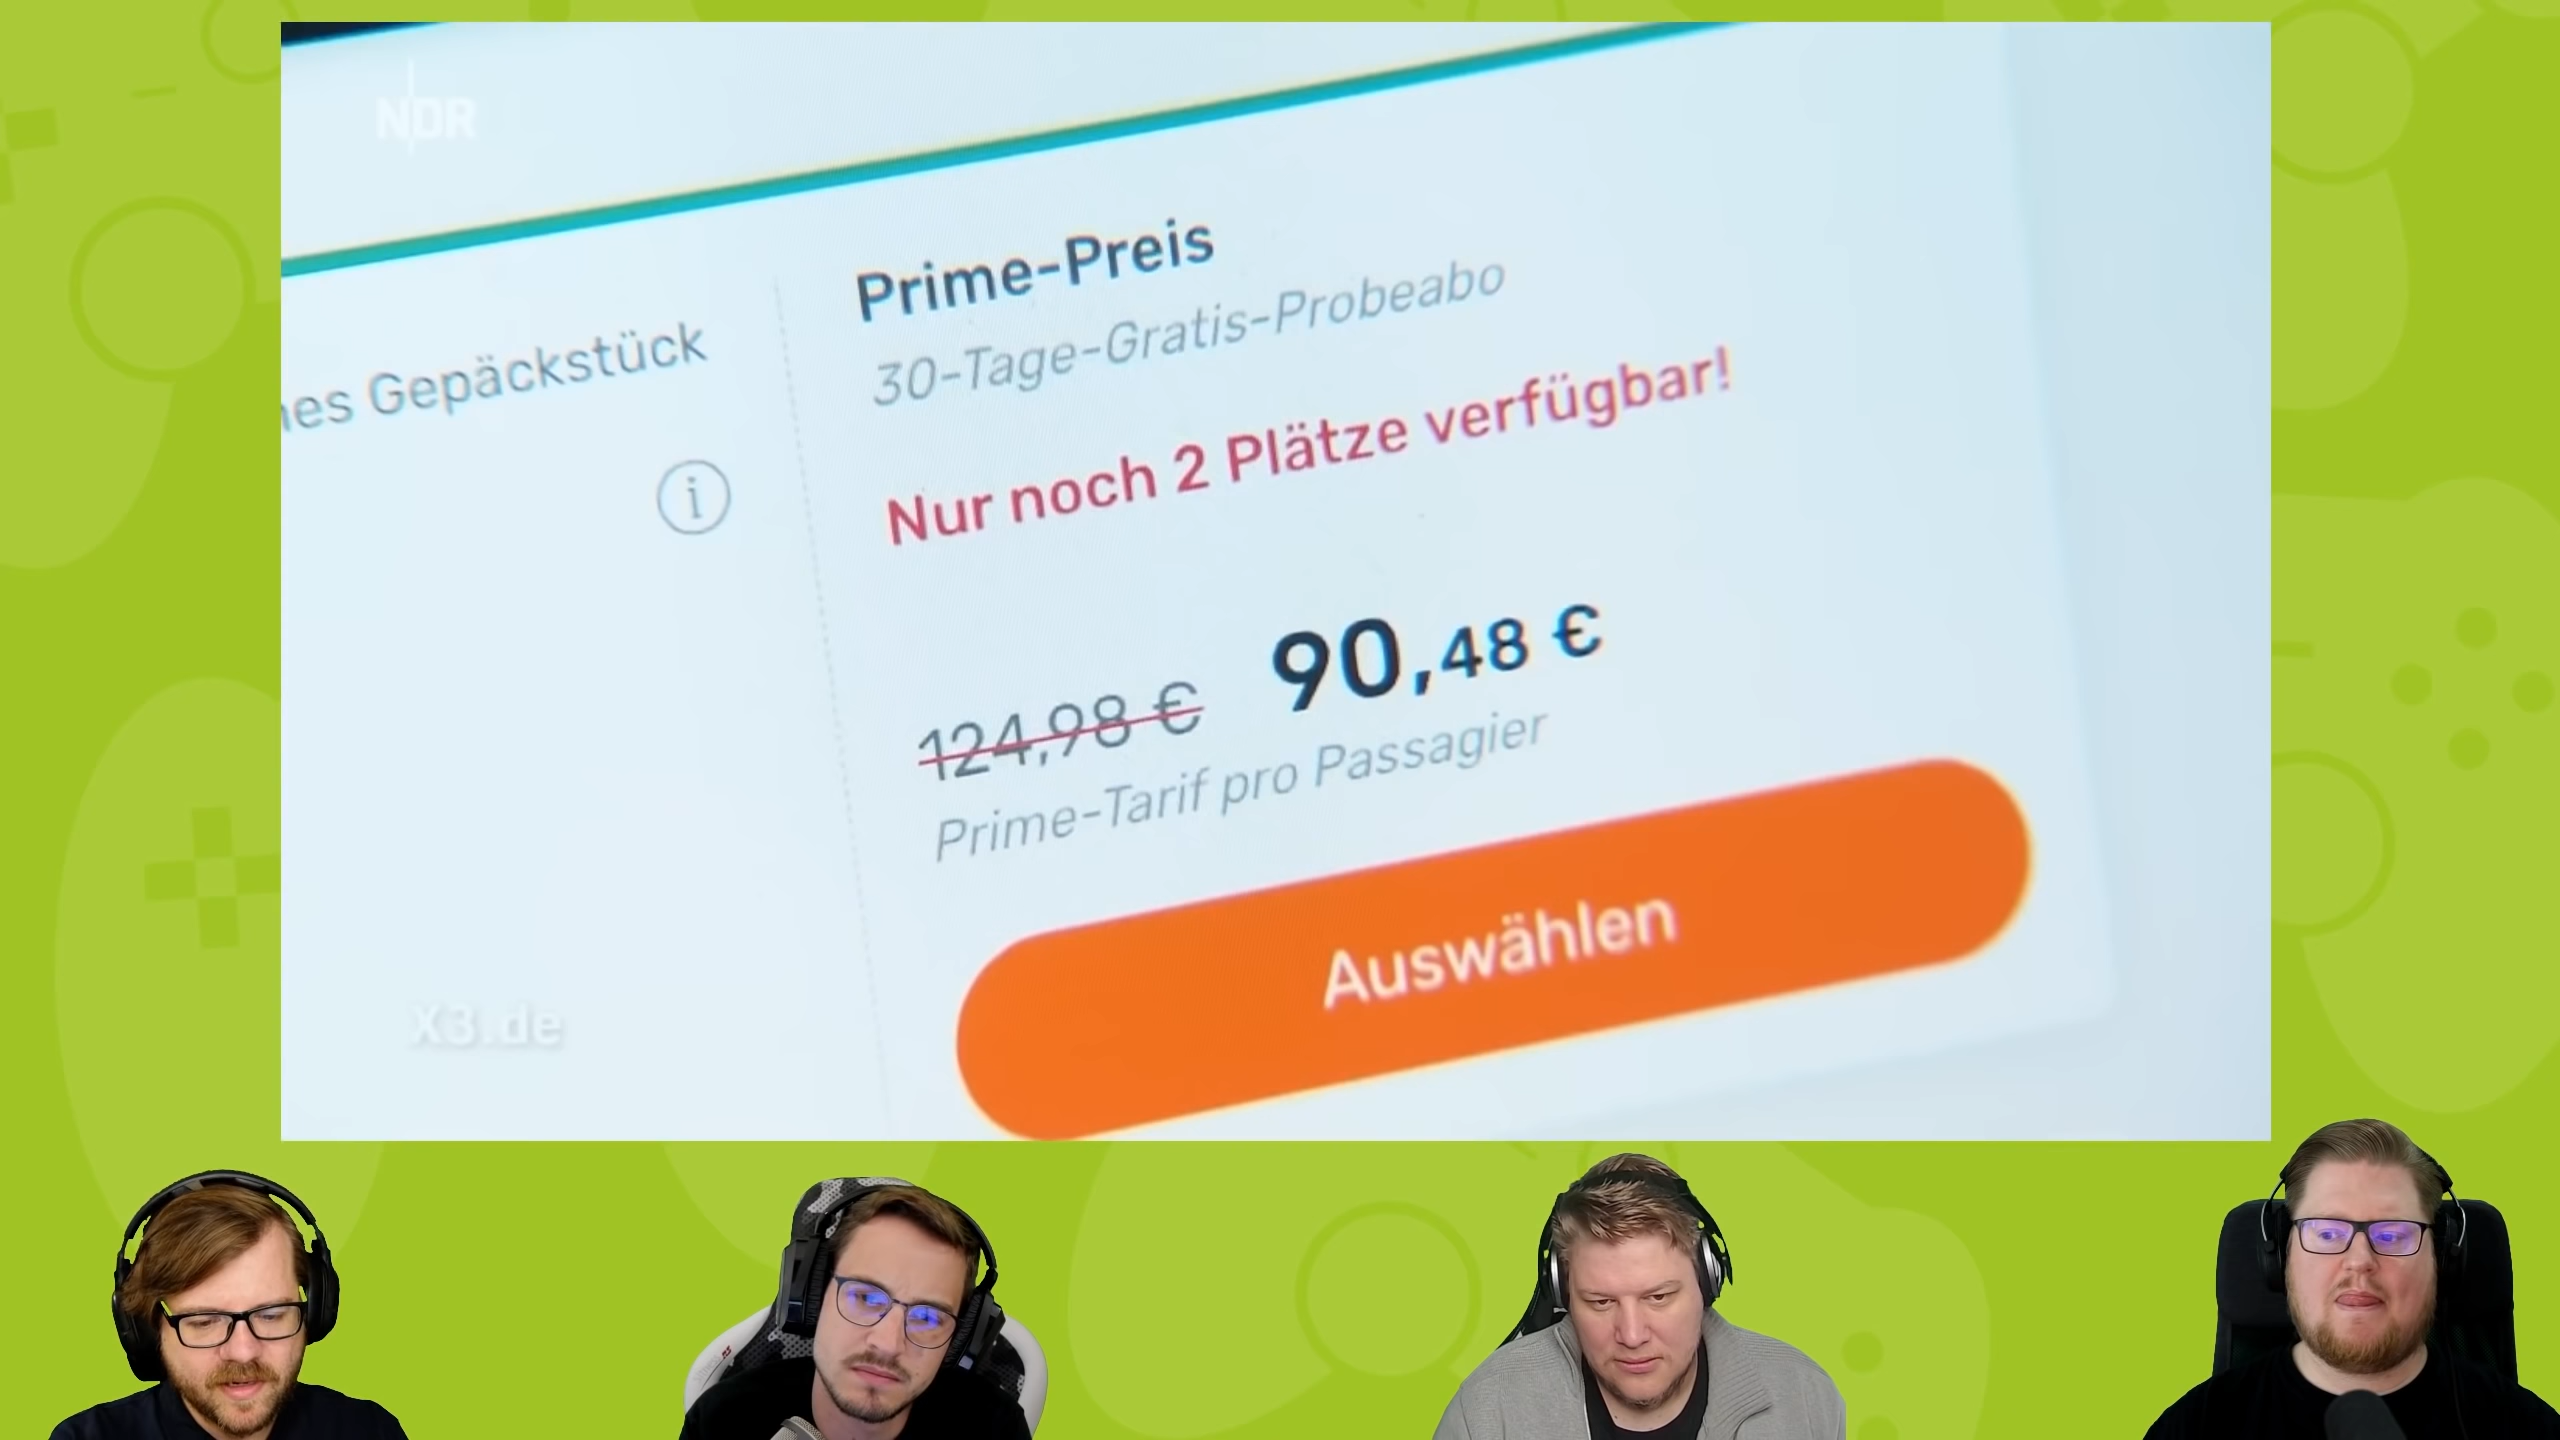 NDR
nes Gepäckstück
i
Prime-Preis
30-Tage-Gratis-Probeabo
Nur noch 2 Plätze verfügbar!
124,98 €
90,48 €
Prime-Tarif pro Passagier
Auswählen
X3.de